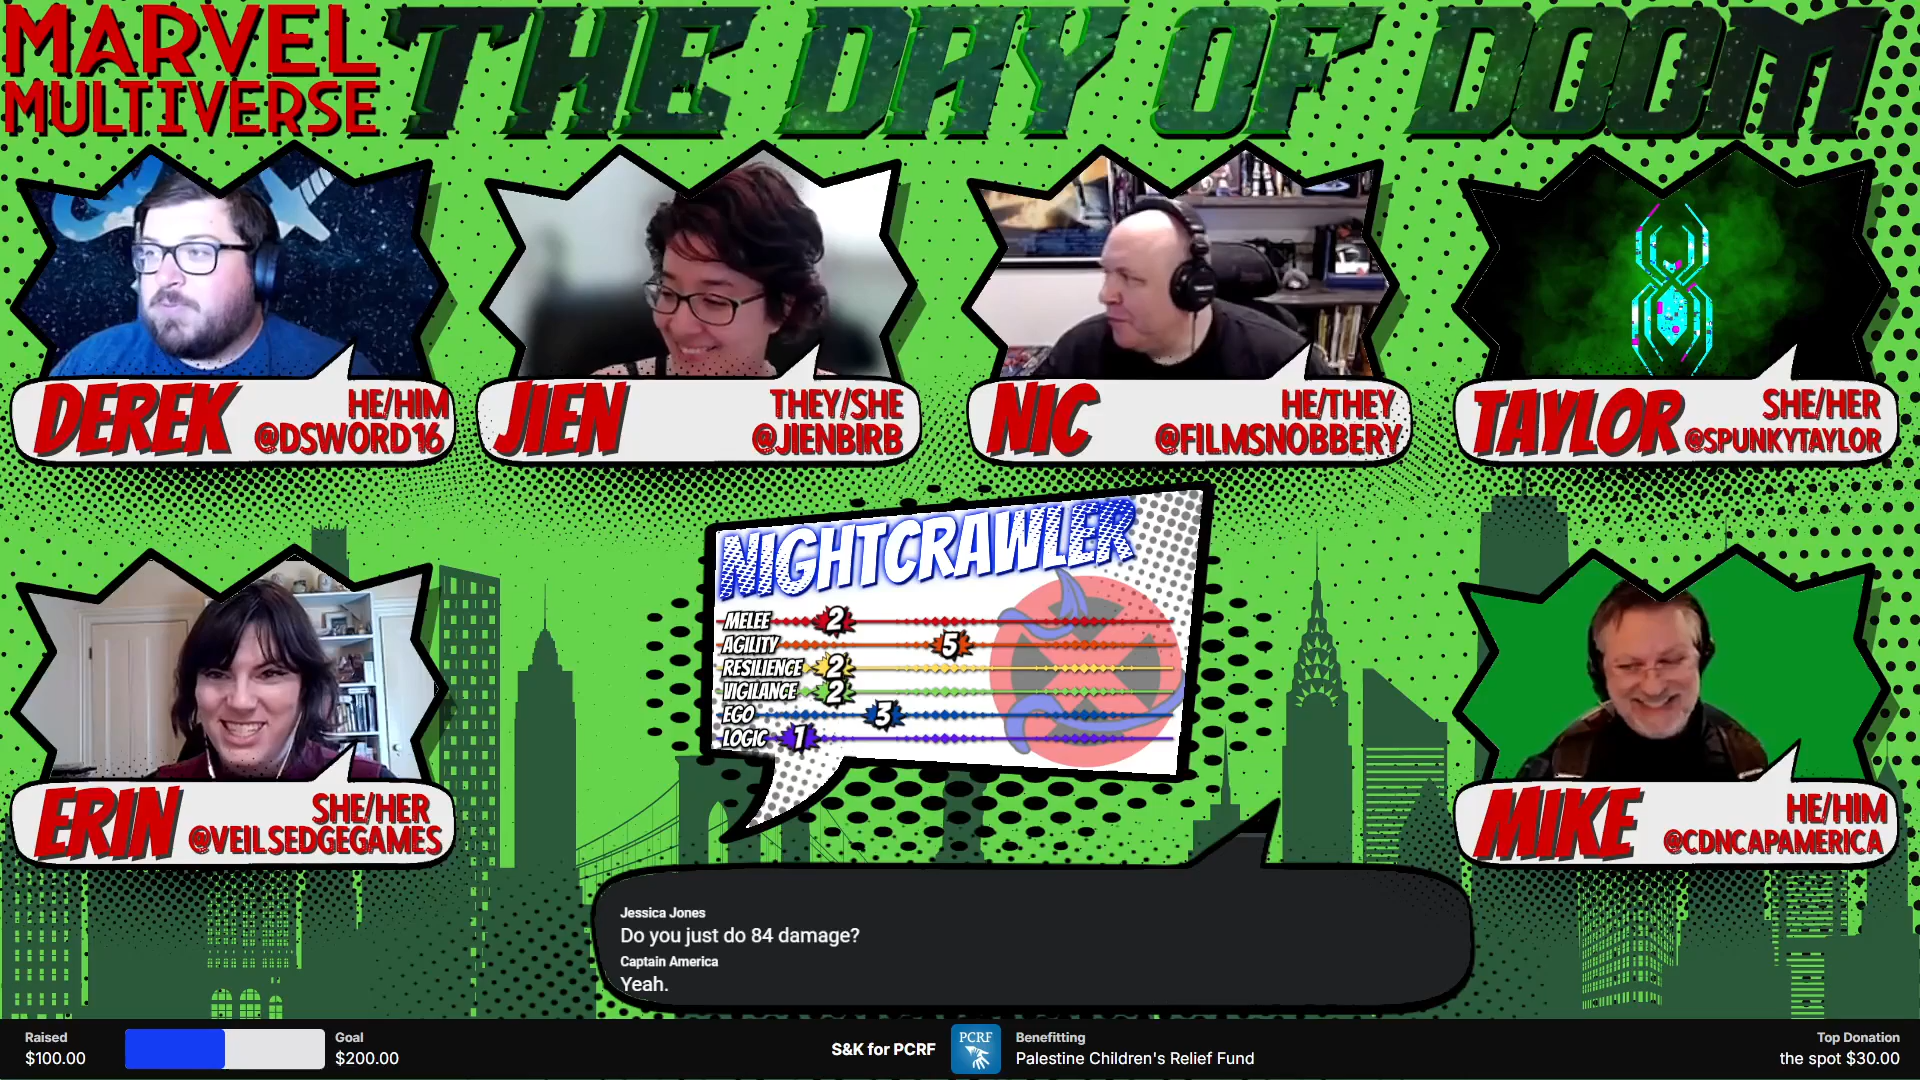 MARVEL
MULTIVERSE
THE DAY OF DOOM
DEREK
HE/HIM
@DSWORD16
JIEN
THEY/SHE
@JIENBIRB
NIC
HE/THEY
@FILMSNOBBERY
TAYLOR
SHE/HER
@SPUNKYTAYLOR
NIGHTCRAWLER
MELEE 2
AGILITY 5
RESILIENCE 2
VIGILANCE 2
EGO 3
LOGIC 1
ERIN
SHE/HER
@VEILSEDGEGAMES
MIKE
HE/HIM
@CDNCAPAMERICA
Jessica Jones
Do you just do 84 damage?
Captain America
Yeah.
Raised
$100.00
Goal
$200.00
S&K for PCRF
PCRF
Benefitting
Palestine Children's Relief Fund
Top Donation
the spot $30.00